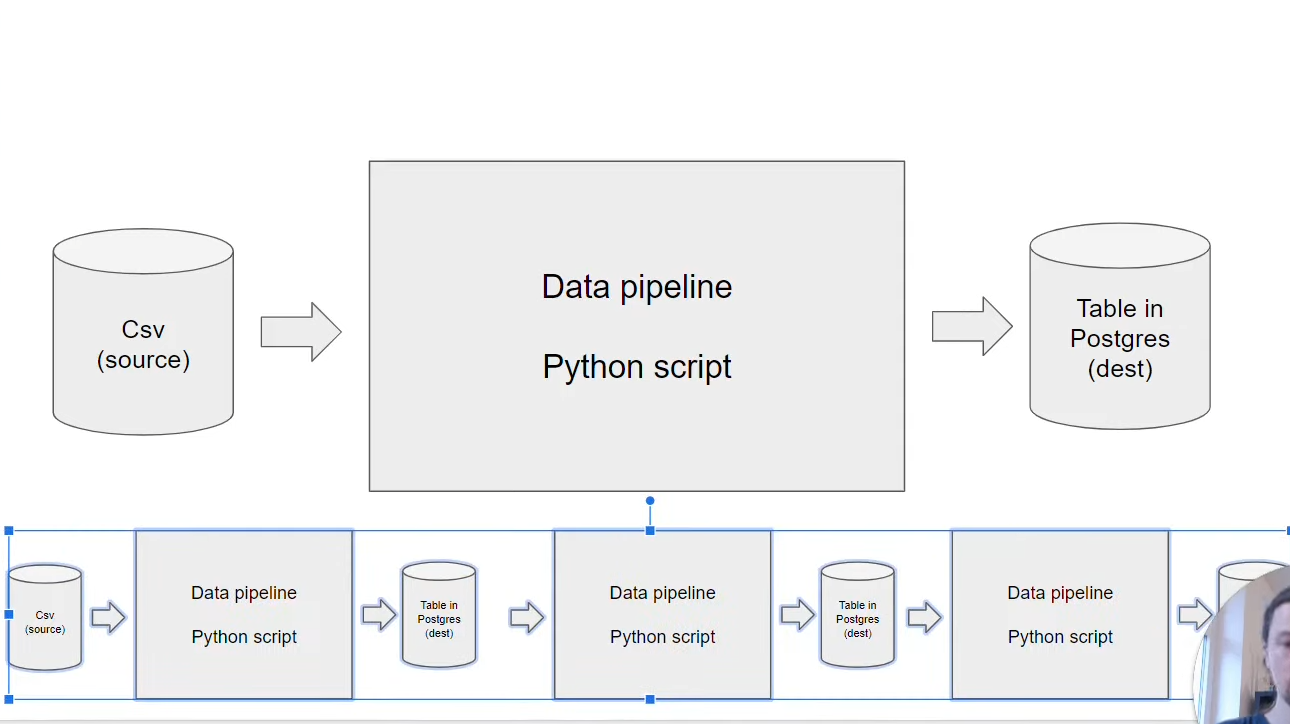 Csv
(source)
Data pipeline
Python script
Table in
Postgres
(dest)
Csv
(source)
Data pipeline
Python script
Table in
Postgres
(dest)
Data pipeline
Python script
Table in
Postgres
(dest)
Data pipeline
Python script